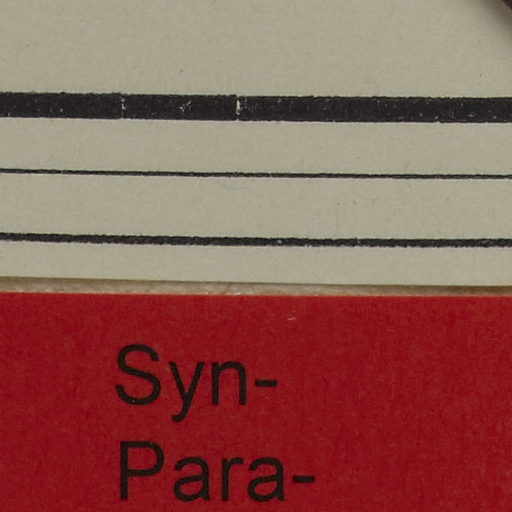 Syn-
Para-